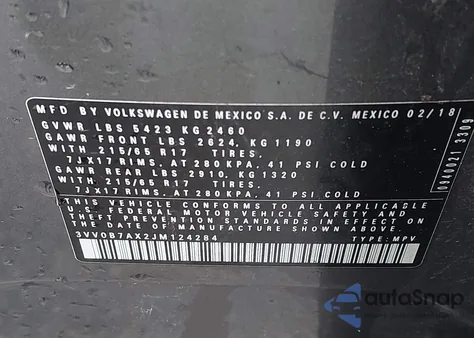 MFD BY VOLKSWAGEN DE MEXICO S.A. DE C.V. MEXICO 02/18
GVWR LBS 5423 KG 2460
GAWR FRONT LBS 2624, KG 1190
WITH 215/65 R17 TIRES.
7JX17 RIMS, AT 280 KPA, 41 PSI COLD
GAWR REAR LBS 2910, KG 1320
WITH 215/65 R17 TIRES.
7JX17 RIMS, AT 280 KPA, 41 PSI COLD
THIS VEHICLE CONFORMS TO ALL APPLICABLE
U.S. FEDERAL MOTOR VEHICLE SAFETY AND
THEFT PREVENTION STANDARDS IN EFFECT ON
THE DATE OF MANUFACTURE SHOWN ABOVE.
3VV0B7AX2JM124284 TYPE: MPV
3309
autoSnap